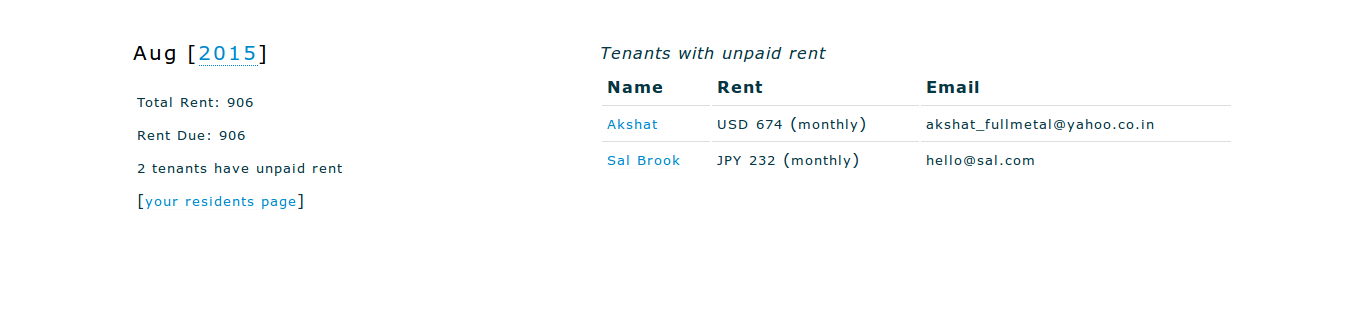 Aug [2015]
Total Rent: 906
Rent Due: 906
2 tenants have unpaid rent
[your residents page]
Tenants with unpaid rent
Name Rent Email
Akshat USD 674 (monthly) akshat_fullmetal@yahoo.co.in
Sal Brook JPY 232 (monthly) hello@sal.com